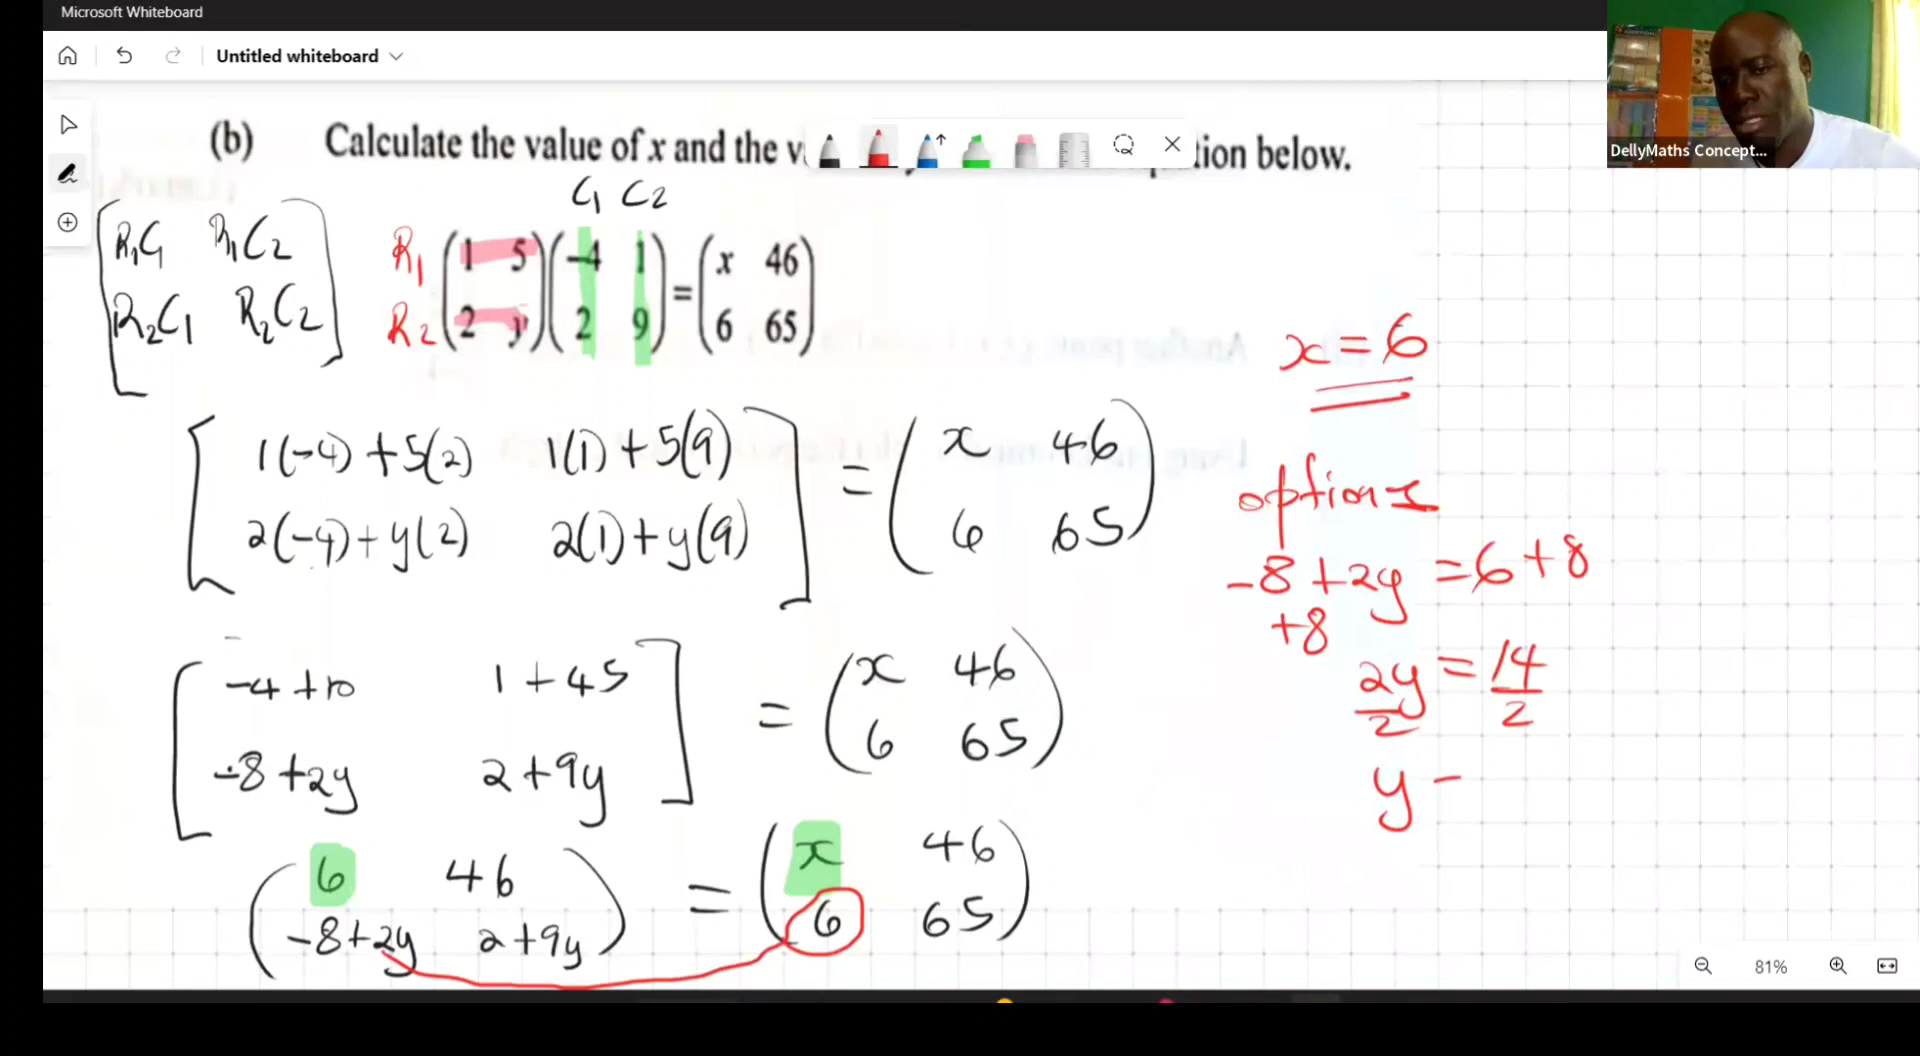 Microsoft Whiteboard
Untitled whiteboard
DellyMaths Concept...
(b) Calculate the value of x and the v tion below.
C1 C2
R1C1 R1C2
R2C1 R2C2
R1 (1 5) (-4 1) = (x 46)
R2 (2 y) (2 9) (6 65)
x = 6
1(-4) + 5(2) 1(1) + 5(9) = x 46
2(-4) + y(2) 2(1) + y(9) 6 65
option 1
-8 + 2y = 6 + 8
+8
2y = 14
2 2
y -
-4 + 10 1 + 45 = x 46
-8 + 2y 2 + 9y 6 65
6 46 = x 46
-8 + 2y 2 + 9y 6 65
81%